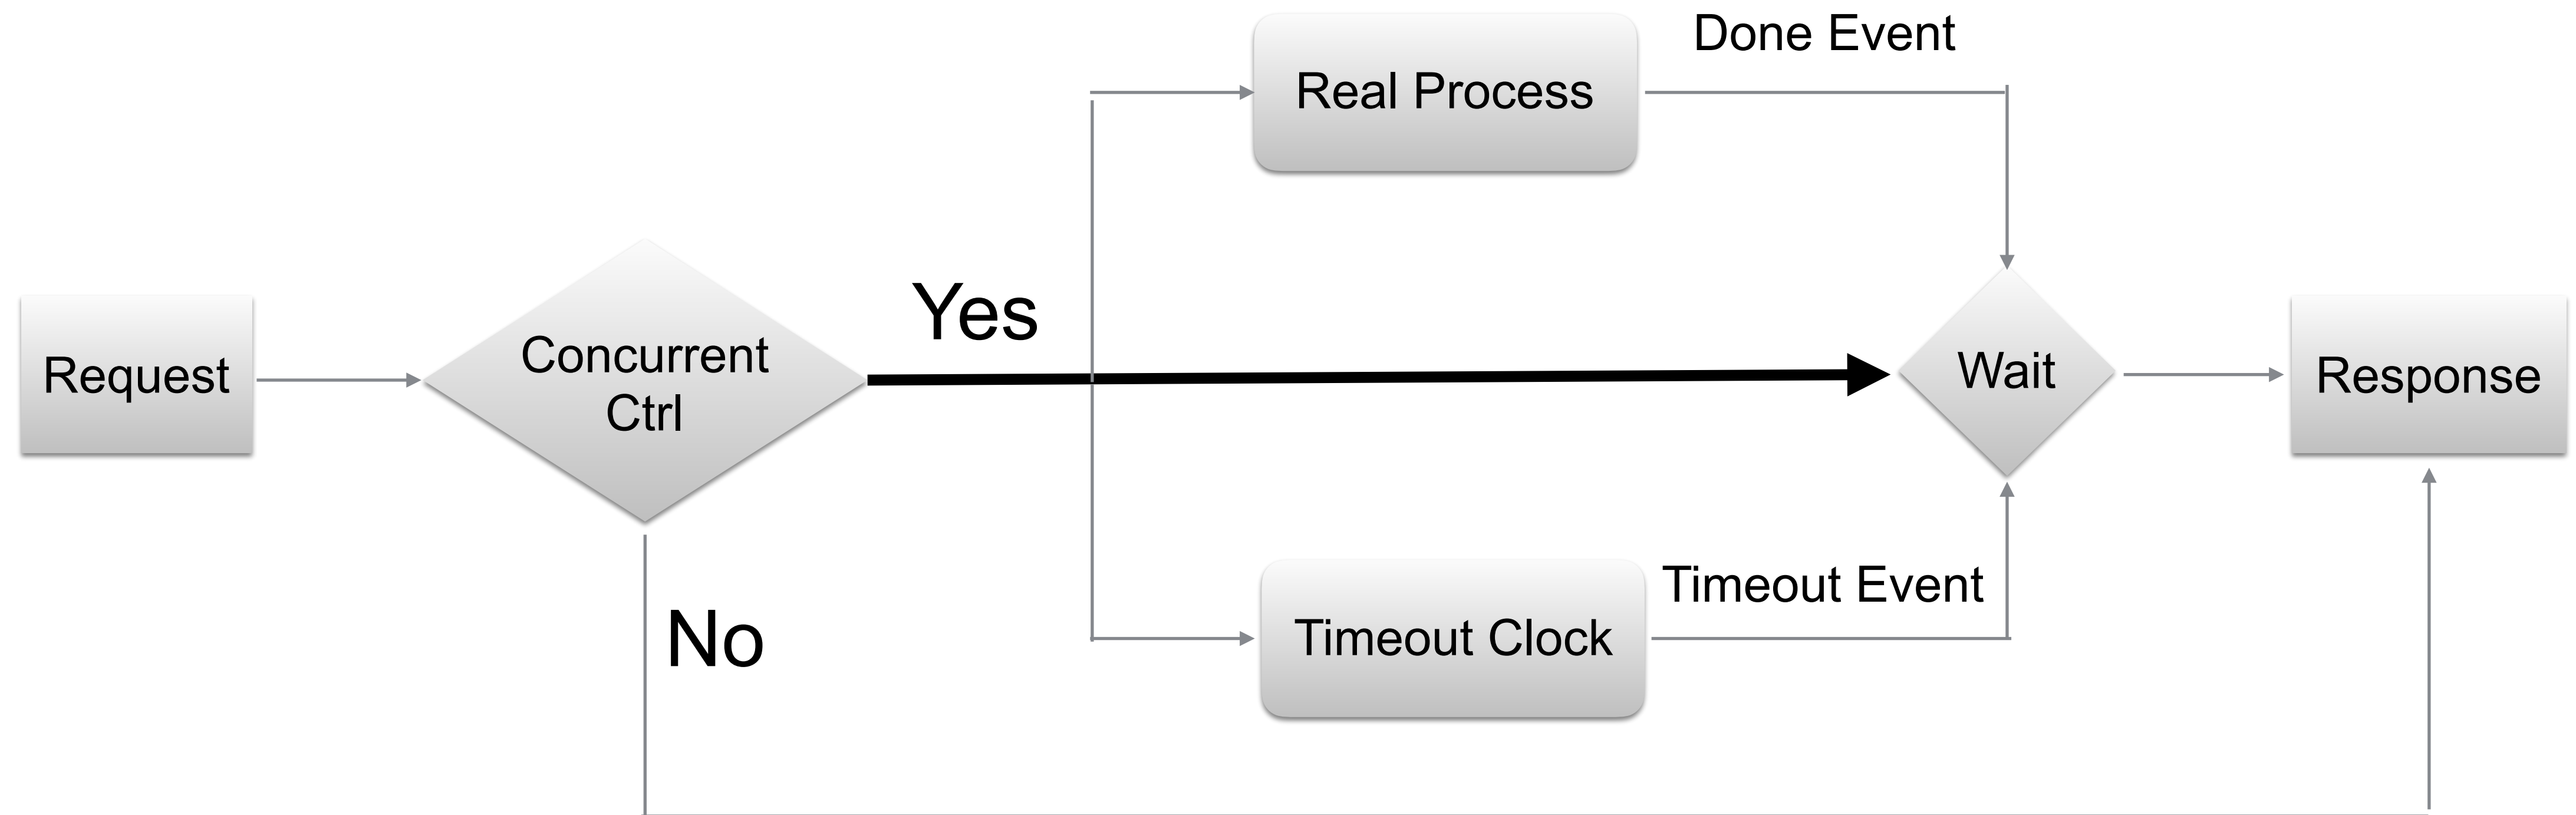 Done Event
Real Process
Yes
Request
Concurrent
Ctrl
Wait
Response
Timeout Event
Timeout Clock
No